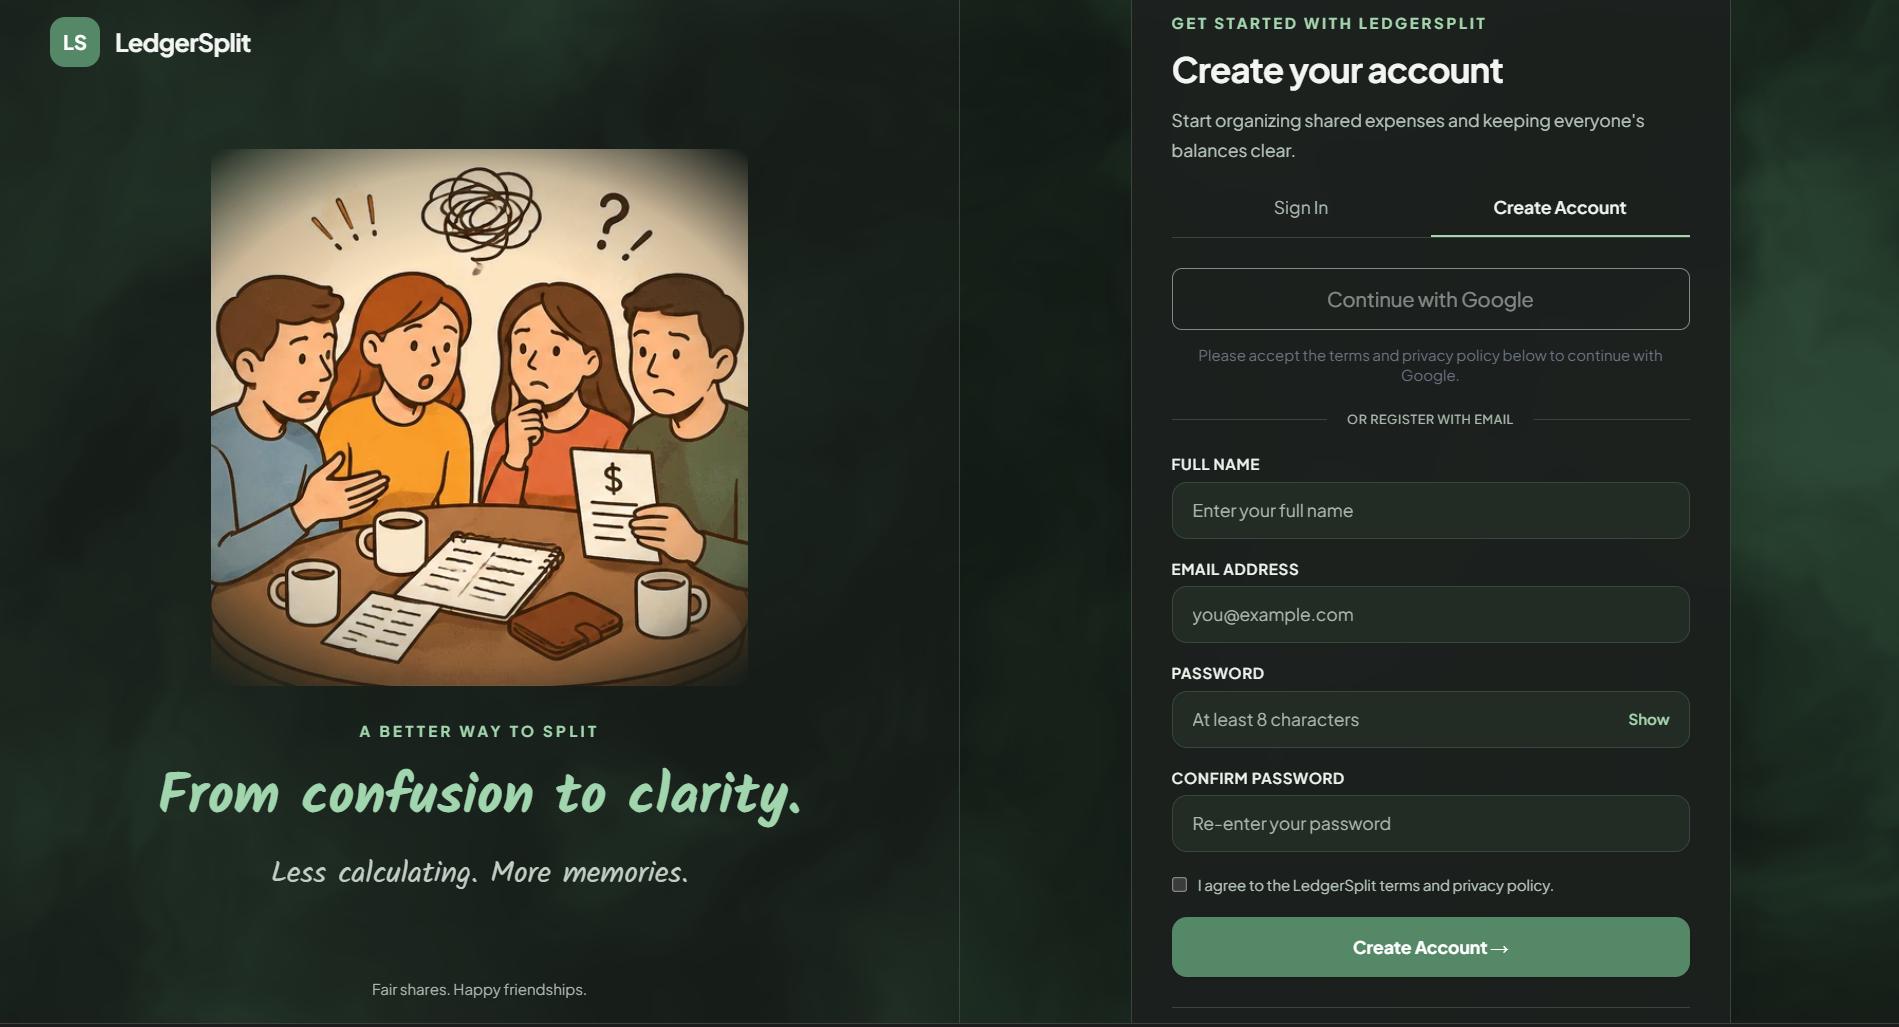 LS LedgerSplit
$
A BETTER WAY TO SPLIT
From confusion to clarity.
Less calculating. More memories.
Fair shares. Happy friendships.
GET STARTED WITH LEDGERSPLIT
Create your account
Start organizing shared expenses and keeping everyone's
balances clear.
Sign In Create Account
Continue with Google
Please accept the terms and privacy policy below to continue with
Google.
OR REGISTER WITH EMAIL
FULL NAME
Enter your full name
EMAIL ADDRESS
you@example.com
PASSWORD
At least 8 characters Show
CONFIRM PASSWORD
Re-enter your password
I agree to the LedgerSplit terms and privacy policy.
Create Account →